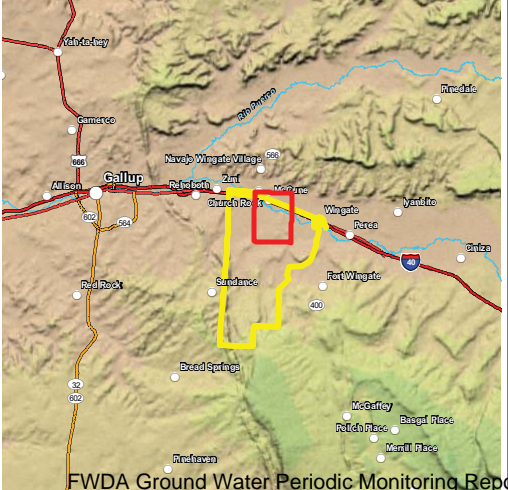 Yah-ta-hey
Pinedale
Rio Puerco
Gamerco
666
Navajo Wingate Village
566
Gallup
Allison
Rehoboth
Zuni
McCune
Church Rock
Iyanbito
Wingate
602
564
Perea
Ciniza
40
Red Rock
Sundance
Fort Wingate
400
Bread Springs
32
602
McGaffey
Basgal Place
Page Place
Merrill Place
Pinehaven
FWDA Ground Water Periodic Monitoring Repo